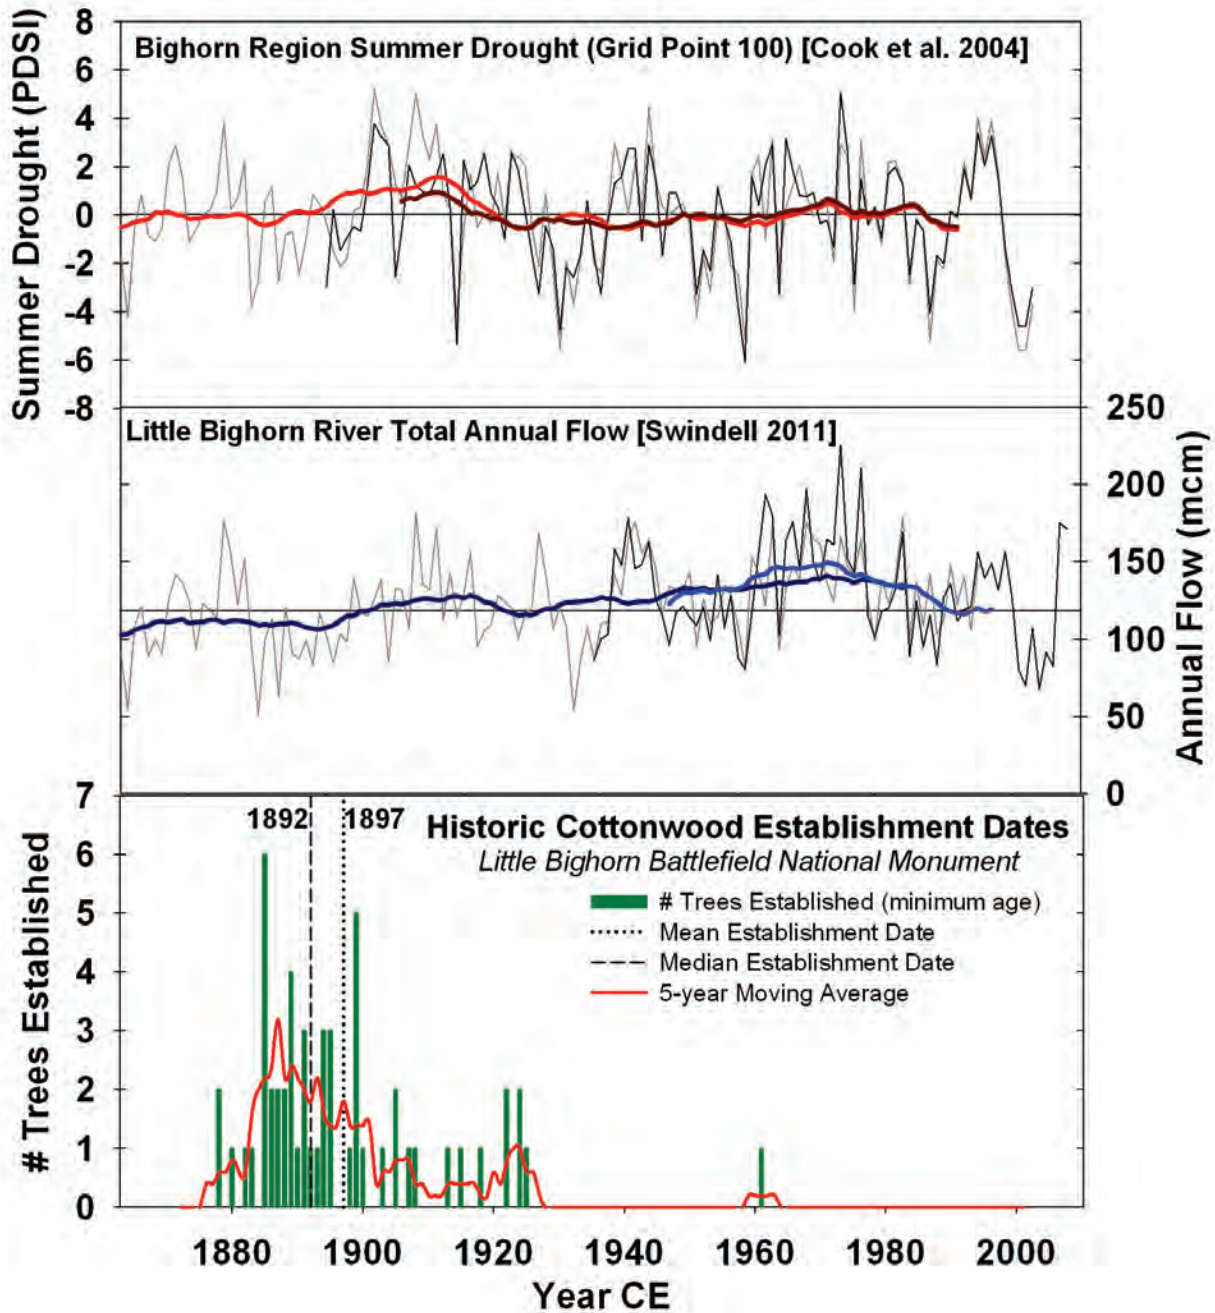 Summer Drought (PDSI)
8
6
4
2
0
-2
-4
-6
-8
Bighorn Region Summer Drought (Grid Point 100) [Cook et al. 2004]
Little Bighorn River Total Annual Flow [Swindell 2011]
250
200
150
100
50
0
Annual Flow (mcm)
# Trees Established
7
6
5
4
3
2
1
0
1892
1897
Historic Cottonwood Establishment Dates
Little Bighorn Battlefield National Monument
# Trees Established (minimum age)
Mean Establishment Date
Median Establishment Date
5-year Moving Average
1880 1900 1920 1940 1960 1980 2000
Year CE